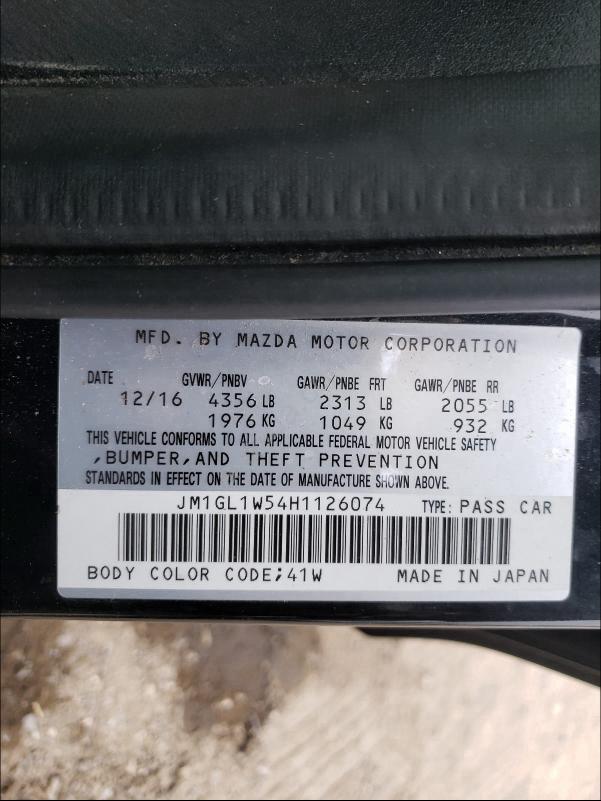 MFD. BY MAZDA MOTOR CORPORATION
DATE GVWR/PNBV GAWR/PNBE FRT GAWR/PNBE RR
12/16 4356 LB 2313 LB 2055 LB
1976 KG 1049 KG 932 KG
THIS VEHICLE CONFORMS TO ALL APPLICABLE FEDERAL MOTOR VEHICLE SAFETY
,BUMPER,AND THEFT PREVENTION
STANDARDS IN EFFECT ON THE DATE OF MANUFACTURE SHOWN ABOVE.
JM1GL1W54H1126074 TYPE: PASS CAR
BODY COLOR CODE;41W MADE IN JAPAN